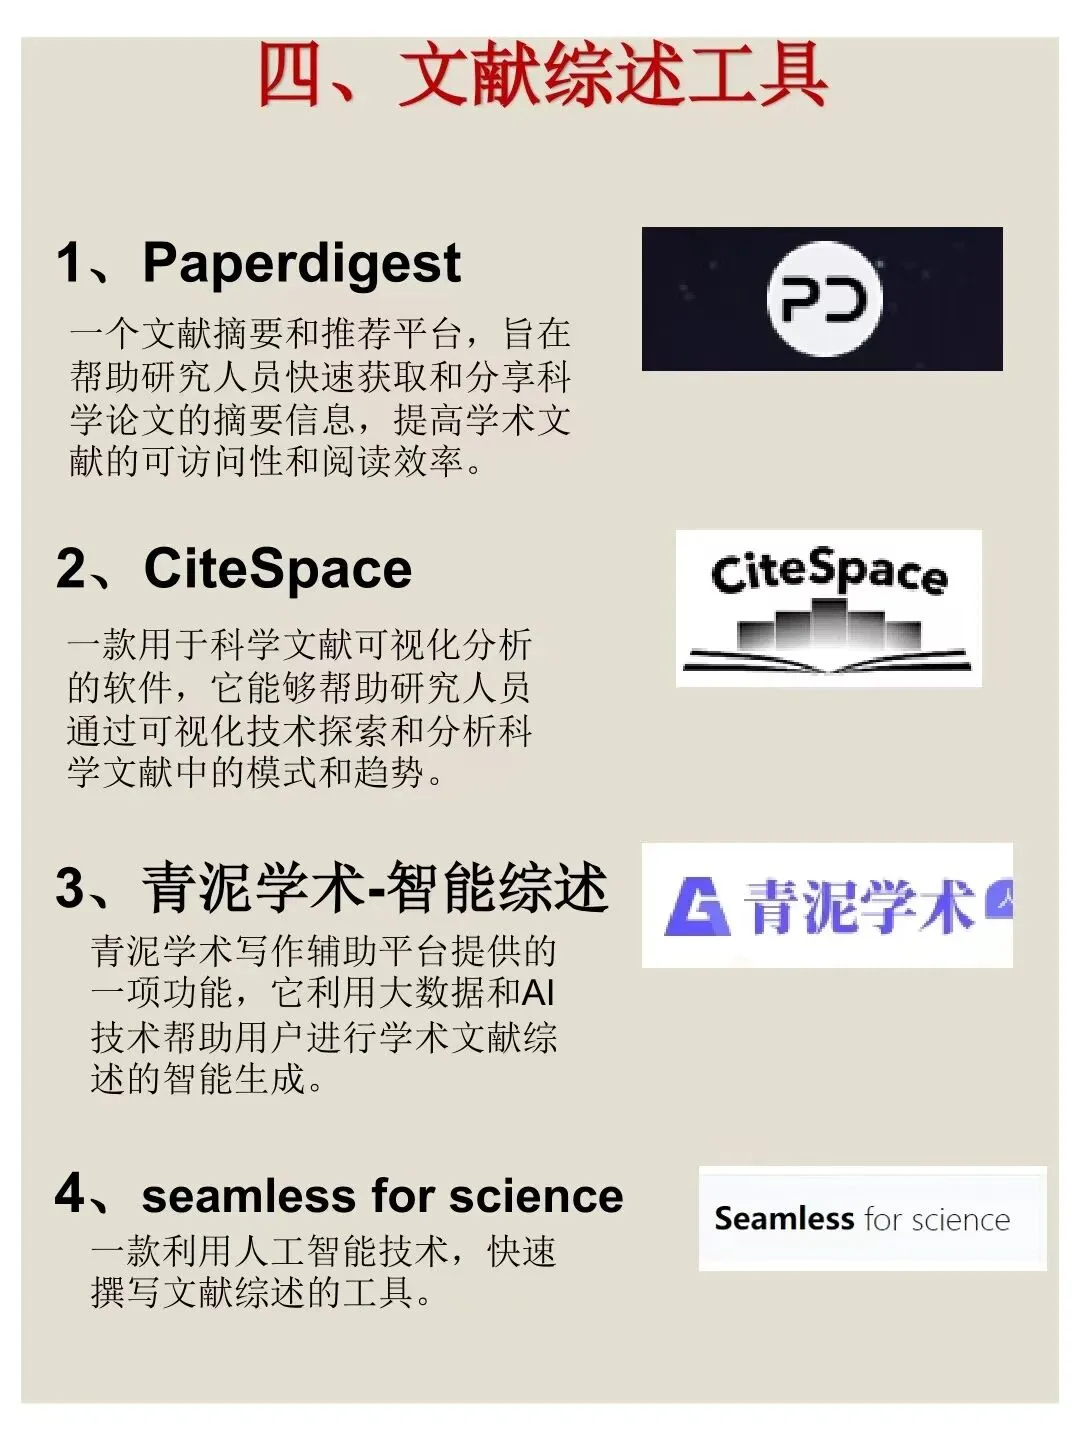 四、文献综述工具
1、Paperdigest
PD
一个文献摘要和推荐平台，旨在
帮助研究人员快速获取和分享科
学论文的摘要信息，提高学术文
献的可访问性和阅读效率。
2、CiteSpace
CiteSpace
一款用于科学文献可视化分析
的软件，它能够帮助研究人员
通过可视化技术探索和分析科
学文献中的模式和趋势。
3、青泥学术-智能综述
青泥学术
青泥学术写作辅助平台提供的
一项功能，它利用大数据和AI
技术帮助用户进行学术文献综
述的智能生成。
4、seamless for science
Seamless for science
一款利用人工智能技术，快速
撰写文献综述的工具。